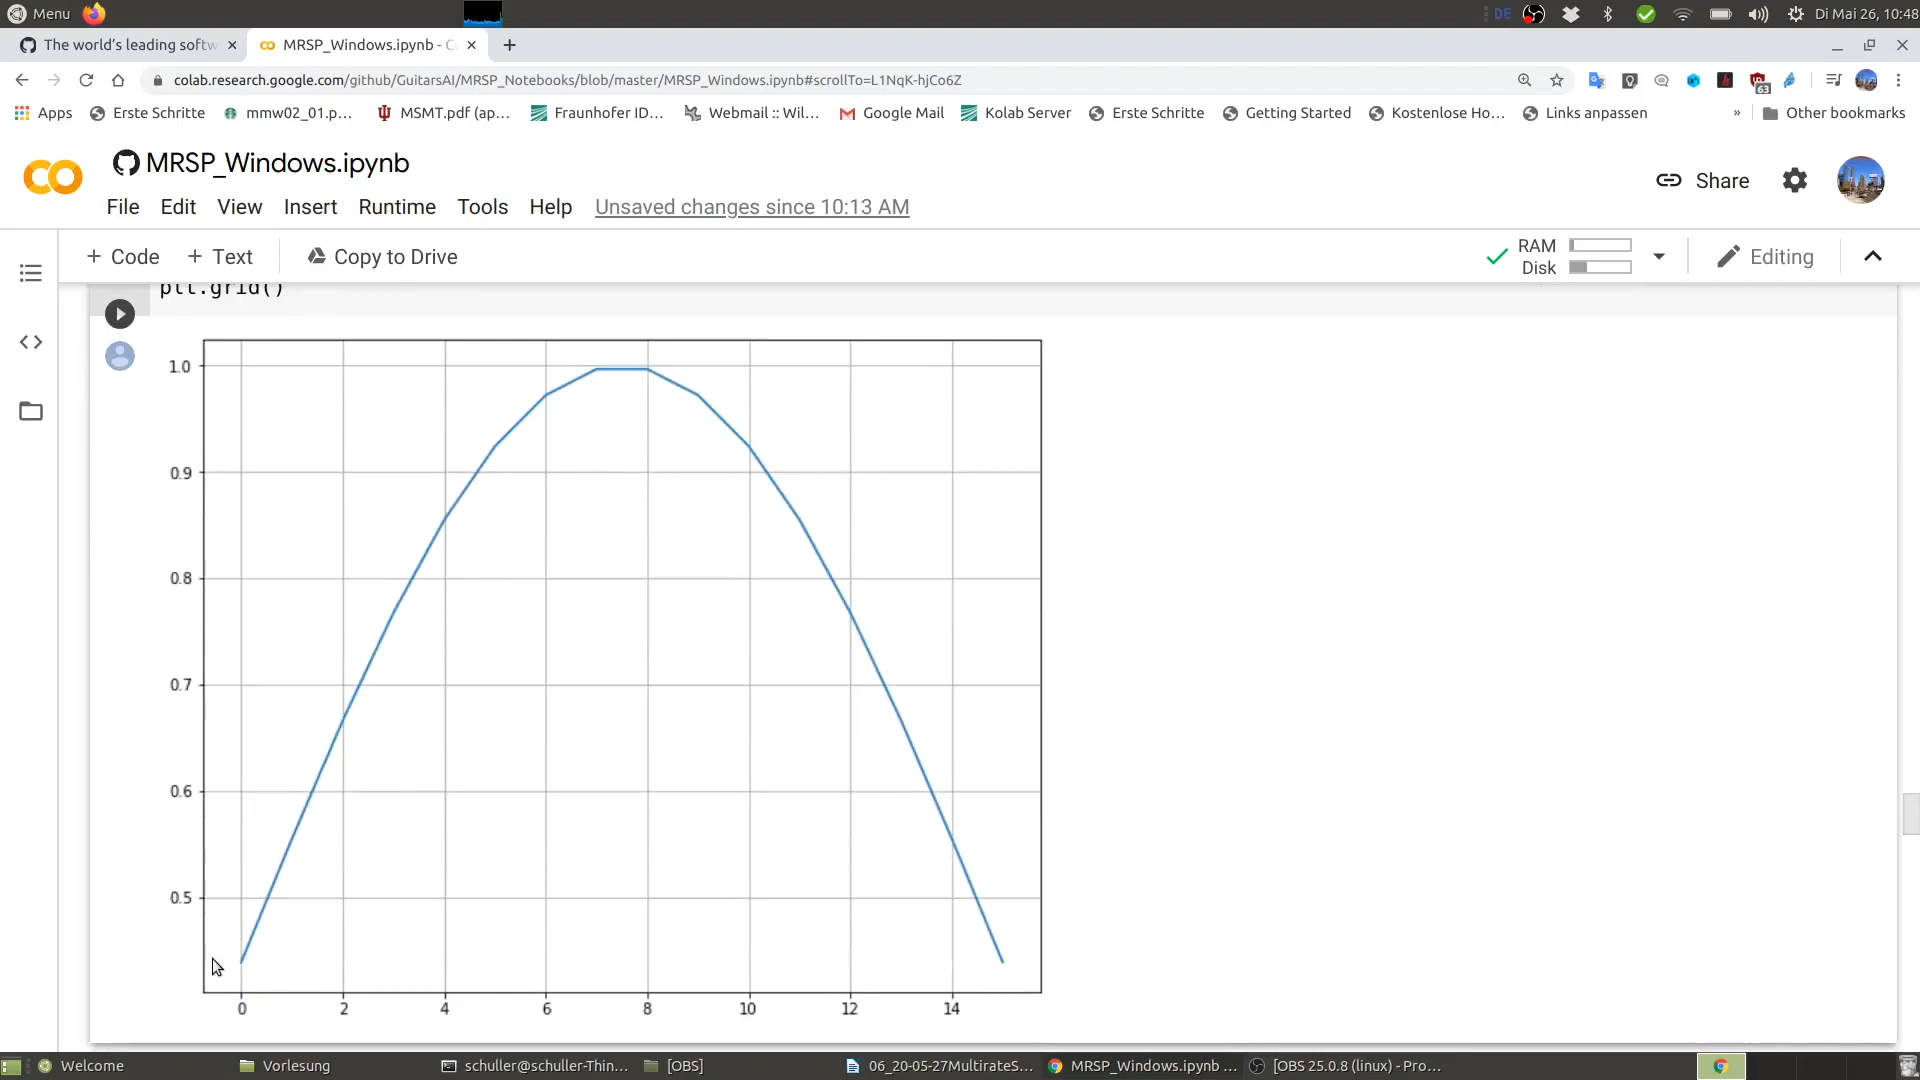 Menu
DE
Di Mai 26, 10:48
The world's leading softw
MRSP_Windows.ipynb - C
colab.research.google.com/github/GuitarsAI/MRSP_Notebooks/blob/master/MRSP_Windows.ipynb#scrollTo=L1NqK-hjCo6Z
63
Apps
Erste Schritte
mmw02_01.p...
MSMT.pdf (ap...
Fraunhofer ID...
Webmail :: Wil...
Google Mail
Kolab Server
Erste Schritte
Getting Started
Kostenlose Ho...
Links anpassen
»
Other bookmarks
MRSP_Windows.ipynb
Share
File Edit View Insert Runtime Tools Help Unsaved changes since 10:13 AM
+ Code + Text Copy to Drive
RAM
Disk
Editing
plt.grid()
1.0
0.9
0.8
0.7
0.6
0.5
0 2 4 6 8 10 12 14
Welcome
Vorlesung
schuller@schuller-Thin...
[OBS]
06_20-05-27MultirateS...
MRSP_Windows.ipynb ...
[OBS 25.0.8 (linux) - Pro...